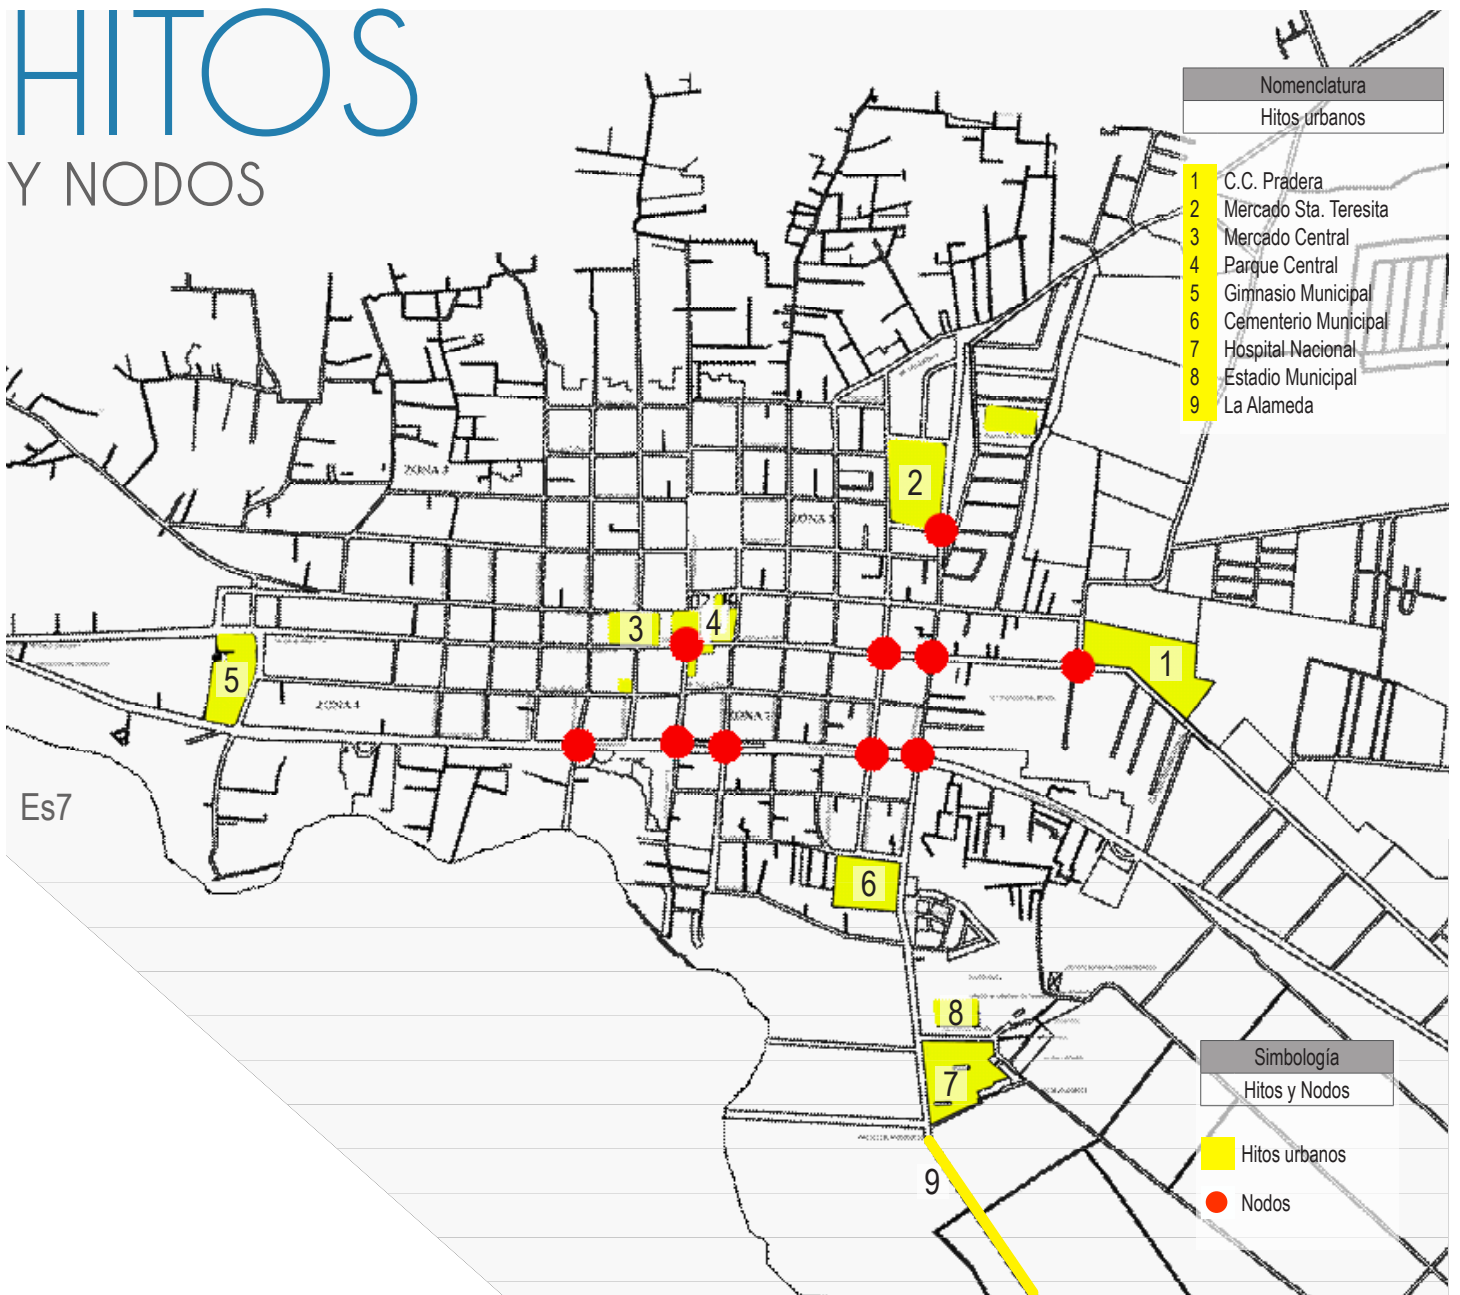 HITOS
Y NODOS
Nomenclatura
Hitos urbanos
1 C.C. Pradera
2 Mercado Sta. Teresita
3 Mercado Central
4 Parque Central
5 Gimnasio Municipal
6 Cementerio Municipal
7 Hospital Nacional
8 Estadio Municipal
9 La Alameda
2
3
4
1
5
ZONA 4
Es7
6
8
7
9
Simbología
Hitos y Nodos
Hitos urbanos
Nodos